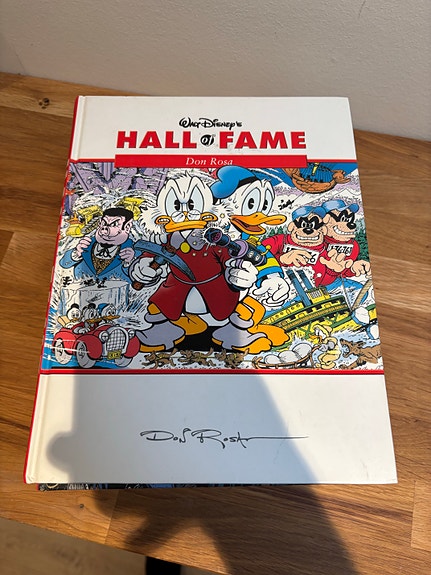 Walt Disney's
HALL of FAME
Don Rosa
Don Rosa